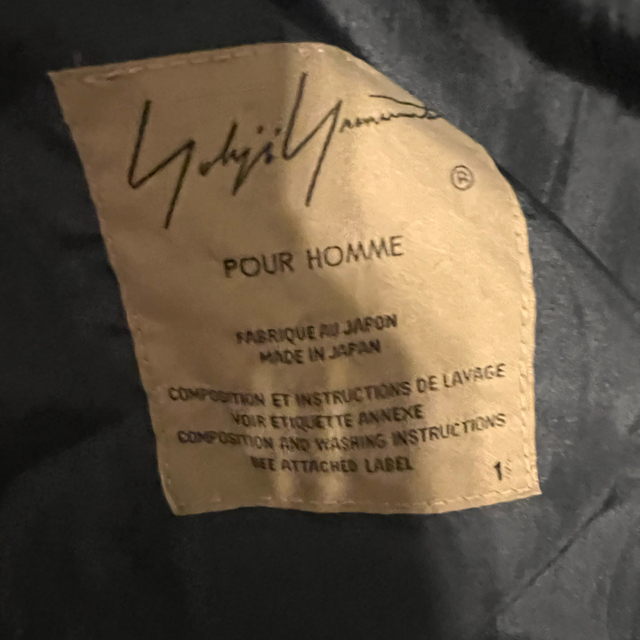 Yohji Yamamoto
®
POUR HOMME
FABRIQUE AU JAPON
MADE IN JAPAN
COMPOSITION ET INSTRUCTIONS DE LAVAGE
VOIR ETIQUETTE ANNEXE
COMPOSITION AND WASHING INSTRUCTIONS
SEE ATTACHED LABEL
1